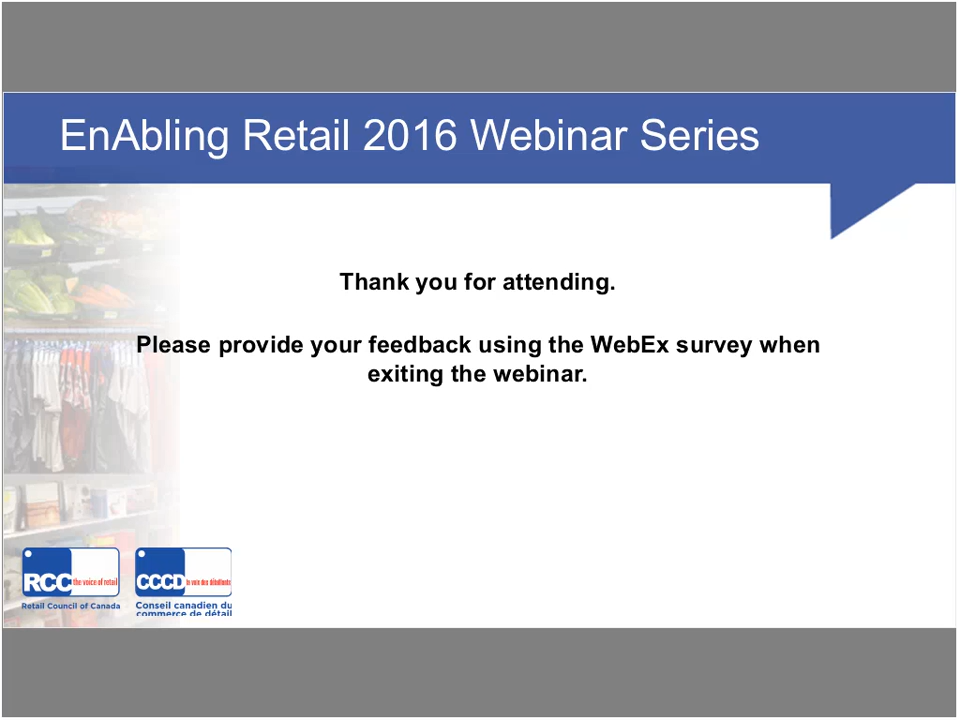 EnAbling Retail 2016 Webinar Series
Thank you for attending.
Please provide your feedback using the WebEx survey when
exiting the webinar.
RCC the voice of retail
Retail Council of Canada
CCCD la voix des détaillants
Conseil canadien du
commerce de détail